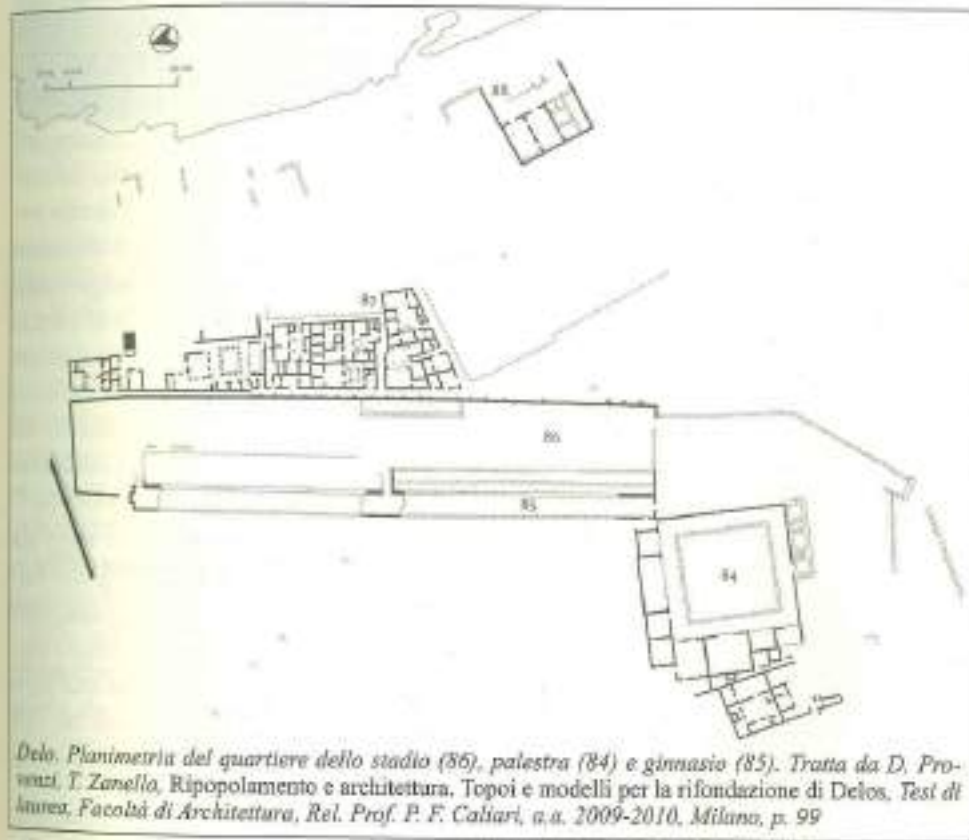 88
87
86
85
84
Delo. Planimetria del quartiere dello stadio (86), palestra (84) e ginnasio (85). Tratta da D. Pro-
venzi, T. Zanella, Ripopolamento e architettura, Topoi e modelli per la rifondazione di Delos, Tesi di
laurea, Facoltà di Architettura, Rel. Prof. P. F. Caliari, a.a. 2009-2010, Milano, p. 99